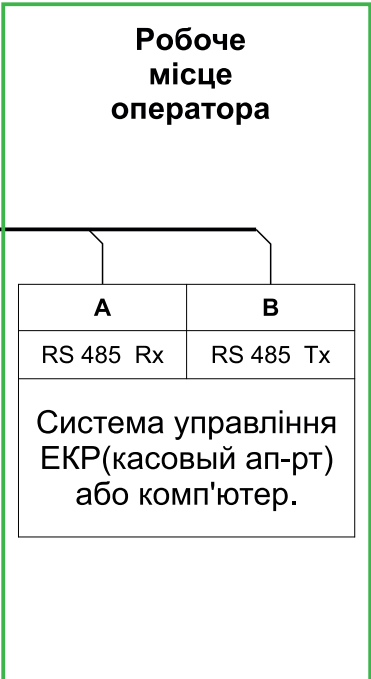 Робоче
місце
оператора
A B
RS 485 Rx RS 485 Tx
Система управління
ЕКР(касовый ап-рт)
або комп'ютер.